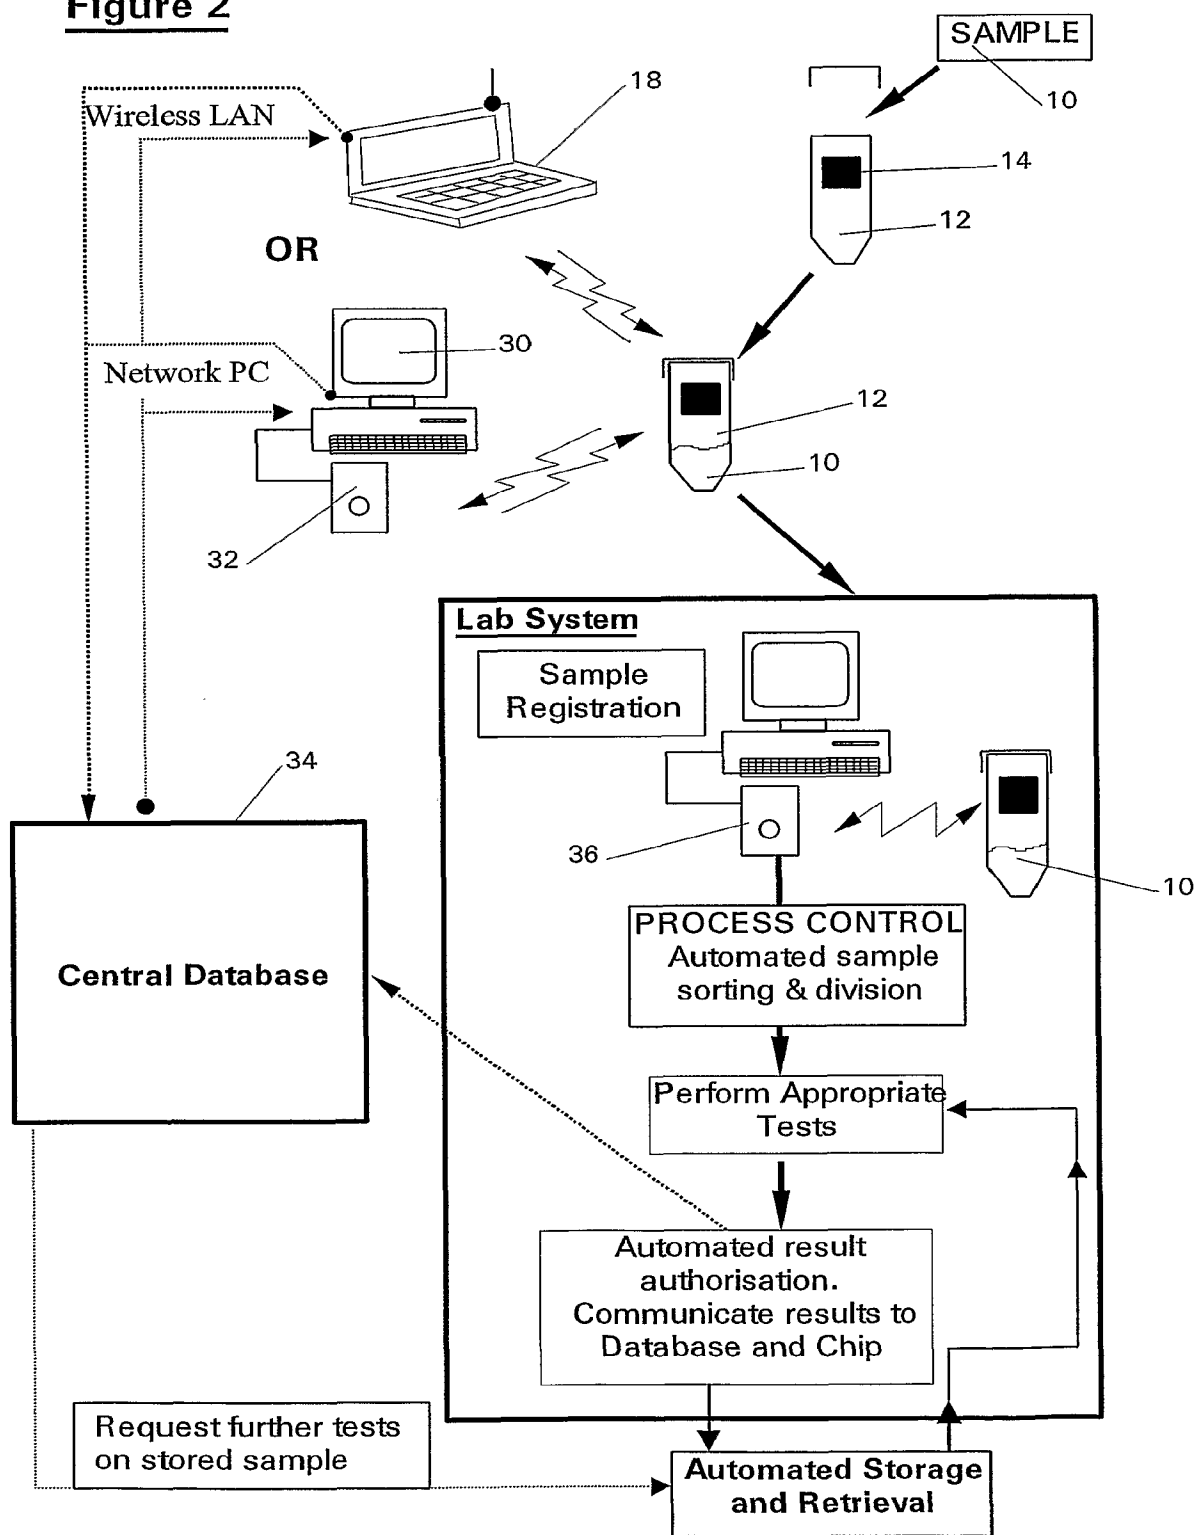 Figure 2
SAMPLE
10
18
Wireless LAN
14
12
OR
30
Network PC
12
10
32
Lab System
Sample
Registration
34
36
10
PROCESS CONTROL
Automated sample
sorting & division
Central Database
Perform Appropriate
Tests
Automated result
authorisation.
Communicate results to
Database and Chip
Request further tests
on stored sample
Automated Storage
and Retrieval